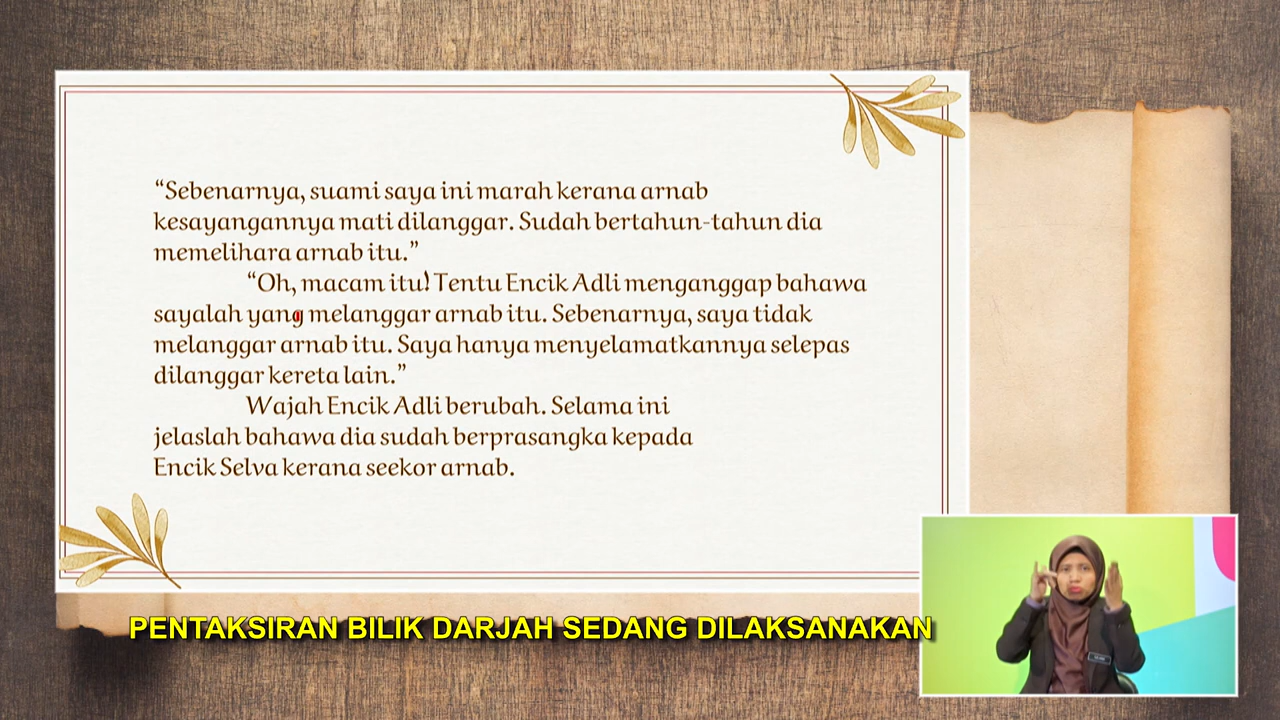 “Sebenarnya, suami saya ini marah kerana arnab
kesayangannya mati dilanggar. Sudah bertahun-tahun dia
memelihara arnab itu.”
“Oh, macam itu! Tentu Encik Adli menganggap bahawa
sayalah yang melanggar arnab itu. Sebenarnya, saya tidak
melanggar arnab itu. Saya hanya menyelamatkannya selepas
dilanggar kereta lain.”
Wajah Encik Adli berubah. Selama ini
jelaslah bahawa dia sudah berprasangka kepada
Encik Selva kerana seekor arnab.
PENTAKSIRAN BILIK DARJAH SEDANG DILAKSANAKAN